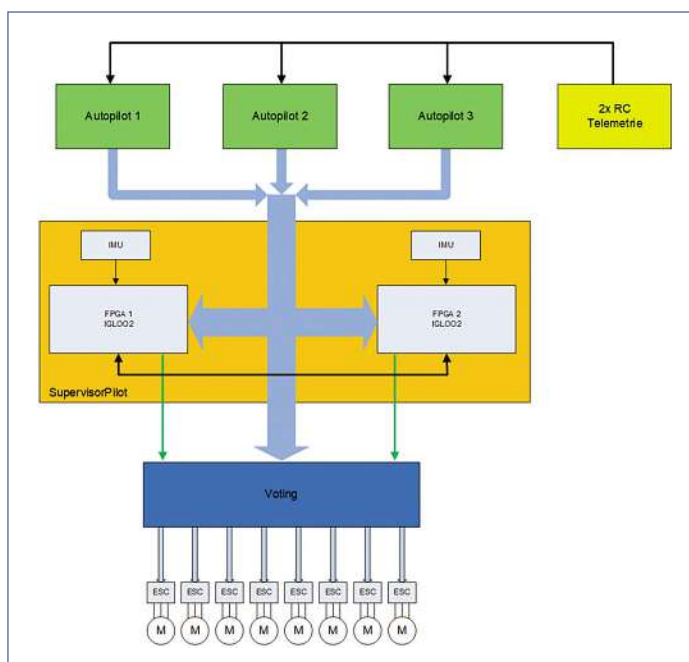 Autopilot 1
Autopilot 2
Autopilot 3
2x RC
Telemetrie
IMU
IMU
FPGA 1
IGLOO2
FPGA 2
IGLOO2
SupervisorPilot
Voting
ESC
ESC
ESC
ESC
ESC
ESC
ESC
ESC
M
M
M
M
M
M
M
M